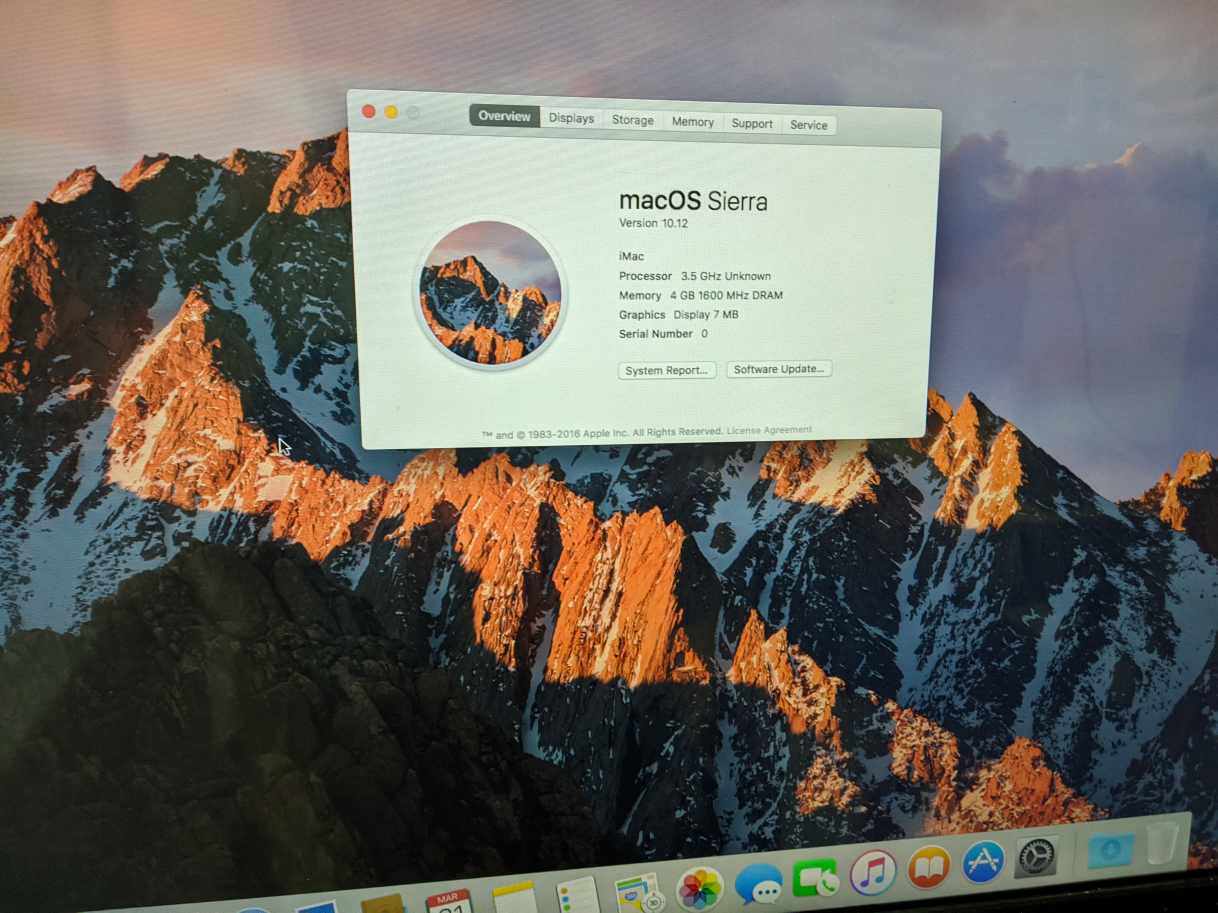 Overview Displays Storage Memory Support Service
macOS Sierra
Version 10.12
iMac
Processor 3.5 GHz Unknown
Memory 4 GB 1600 MHz DRAM
Graphics Display 7 MB
Serial Number 0
System Report... Software Update...
™ and © 1983-2016 Apple Inc. All Rights Reserved. License Agreement
MAR